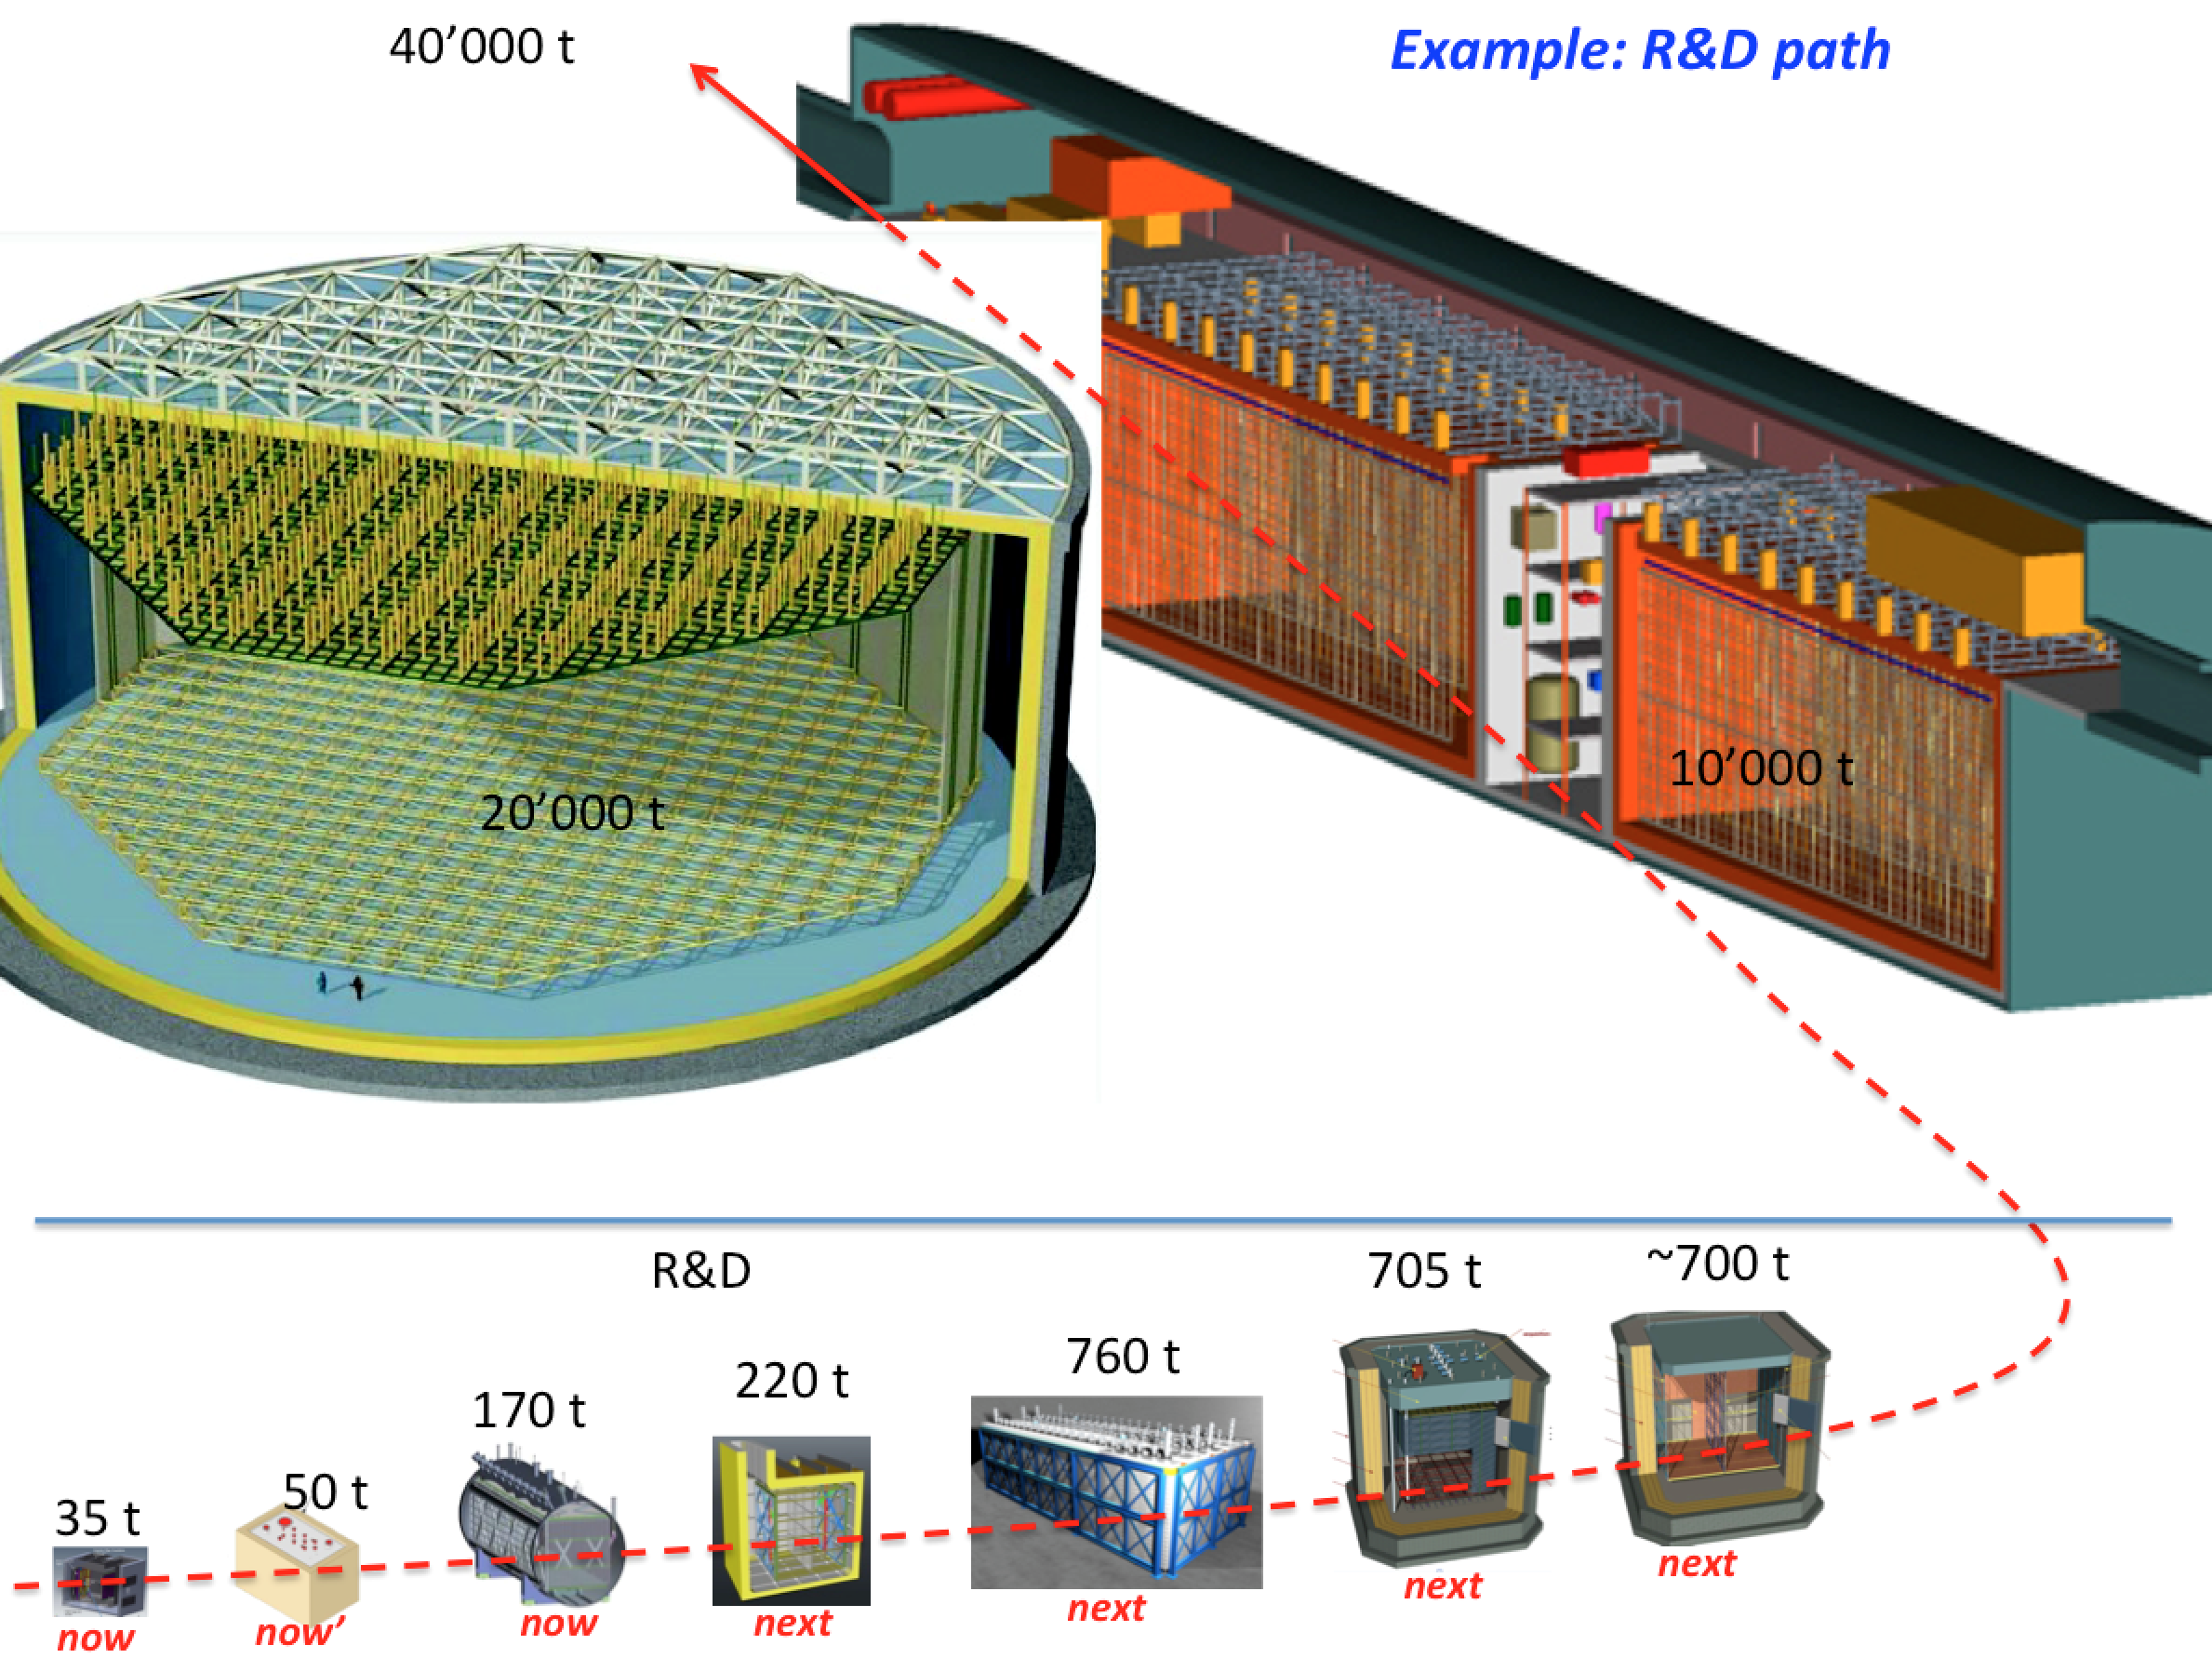 40’000 t
Example: R&D path
20’000 t
10’000 t
R&D
705 t
~700 t
760 t
220 t
170 t
50 t
35 t
now
now’
now
next
next
next
next